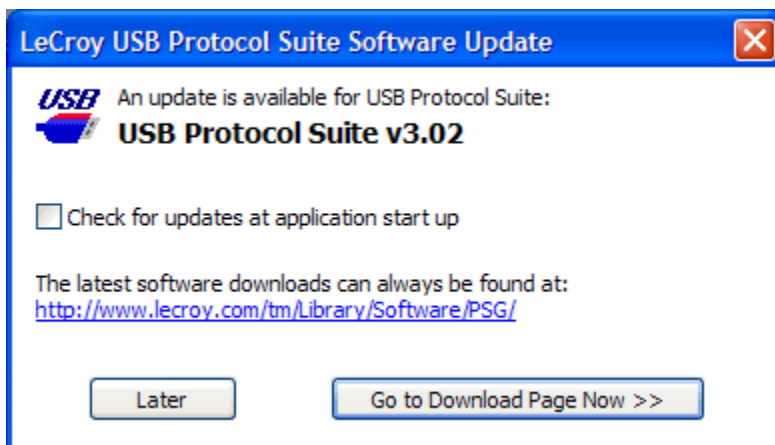 LeCroy USB Protocol Suite Software Update
USB
An update is available for USB Protocol Suite:
USB Protocol Suite v3.02
Check for updates at application start up
The latest software downloads can always be found at:
http://www.lecroy.com/tm/Library/Software/PSG/
Later
Go to Download Page Now >>